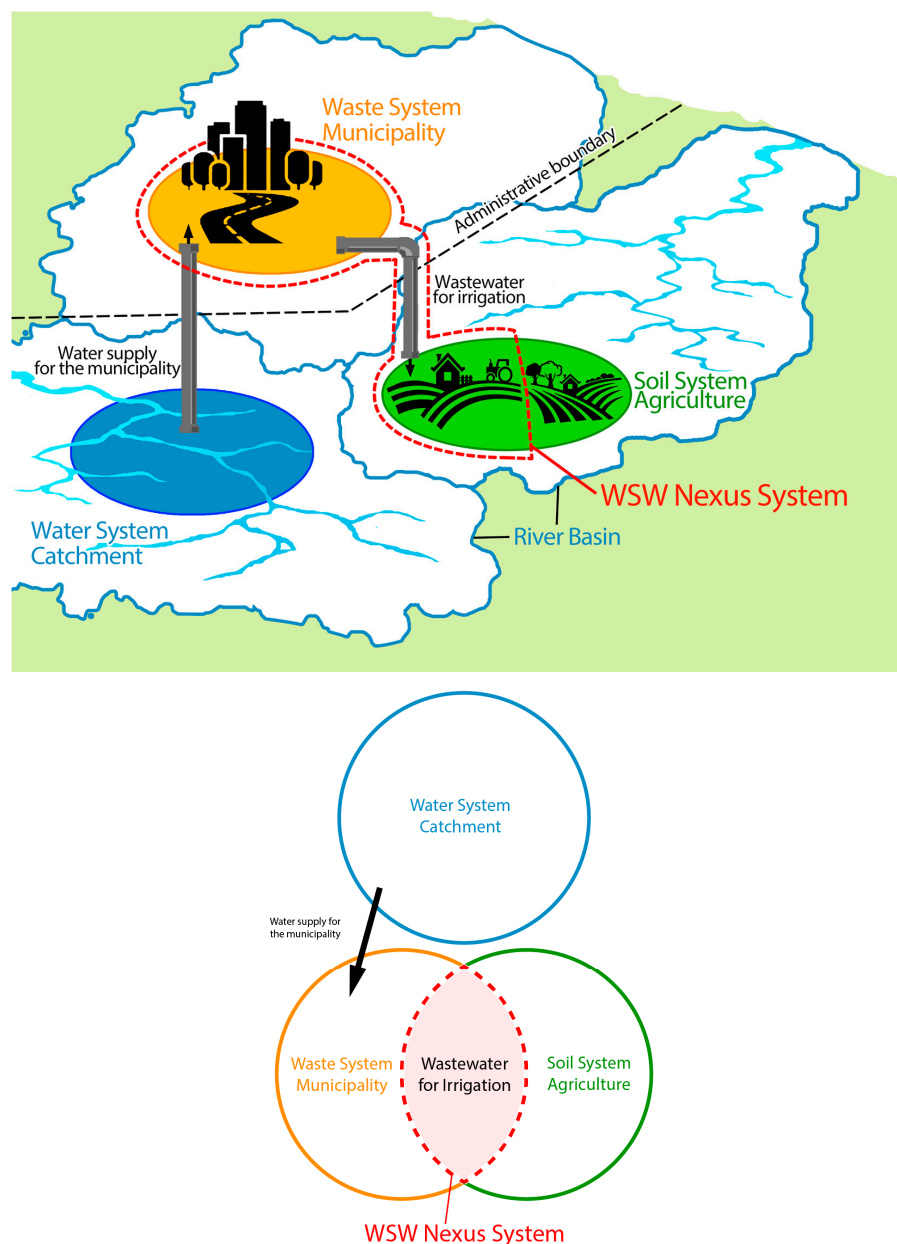 Waste System
Municipality
Administrative boundary
Wastewater
for irrigation
Water supply
for the municipality
Soil System
Agriculture
WSW Nexus System
Water System
Catchment
River Basin
Water System
Catchment
Water supply for
the municipality
Waste System
Municipality
Wastewater
for Irrigation
Soil System
Agriculture
WSW Nexus System